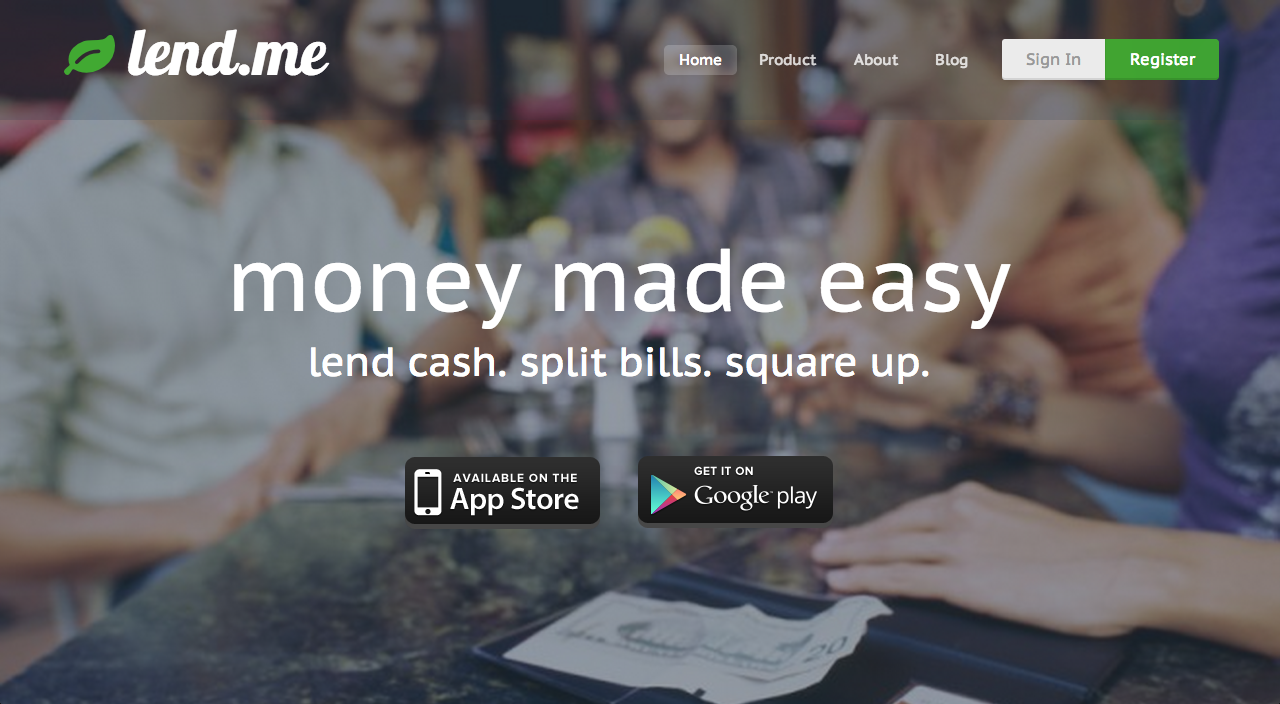 lend.me
Home Product About Blog Sign In Register
money made easy
lend cash. split bills. square up.
AVAILABLE ON THE
App Store
GET IT ON
Google play
20